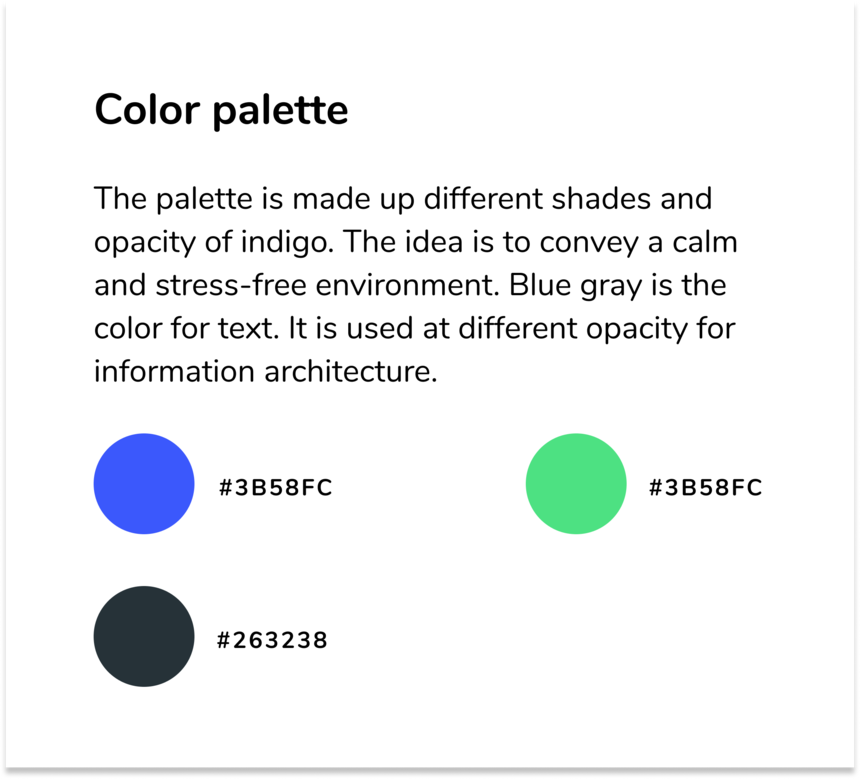 Color palette
The palette is made up different shades and
opacity of indigo. The idea is to convey a calm
and stress-free environment. Blue gray is the
color for text. It is used at different opacity for
information architecture.
#3B58FC
#3B58FC
#263238